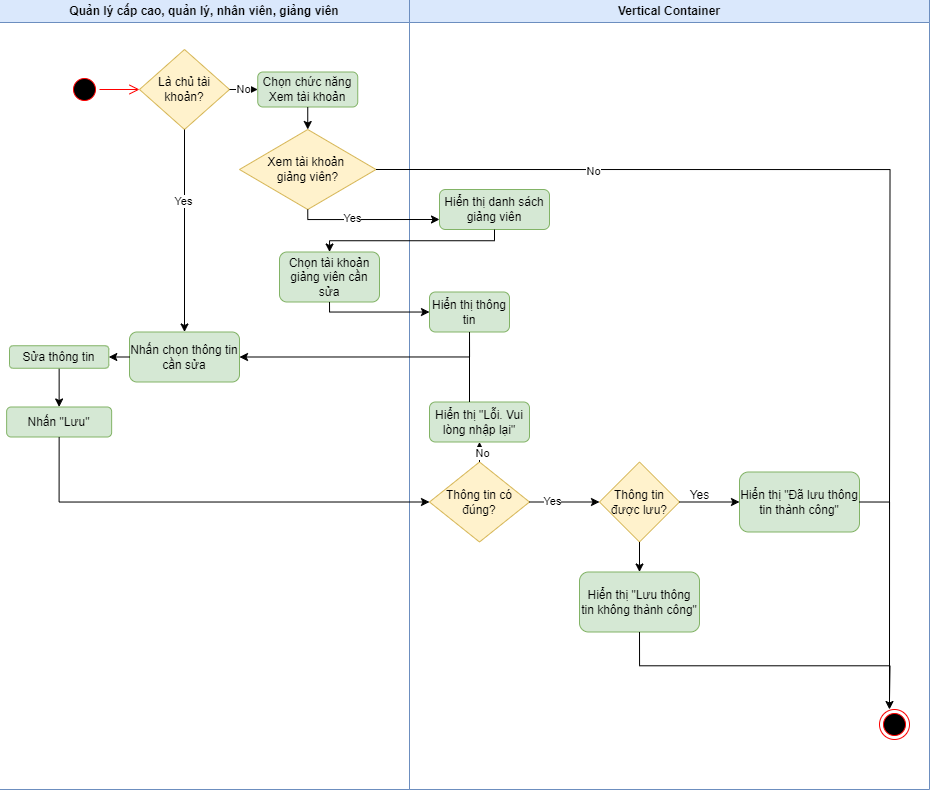 Quản lý cấp cao, quản lý, nhân viên, giảng viên
Vertical Container
Là chủ tài
khoản?
No
Chọn chức năng
Xem tài khoản
Xem tài khoản
giảng viên?
No
Yes
Yes
Hiển thị danh sách
giảng viên
Chọn tài khoản
giảng viên cần
sửa
Hiển thị thông
tin
Nhấn chọn thông tin
cần sửa
Sửa thông tin
Nhấn "Lưu"
Hiển thị "Lỗi. Vui
lòng nhập lại"
No
Thông tin có
đúng?
Yes
Thông tin
được lưu?
Yes
Hiển thị "Đã lưu thông
tin thành công"
Hiển thị "Lưu thông
tin không thành công"